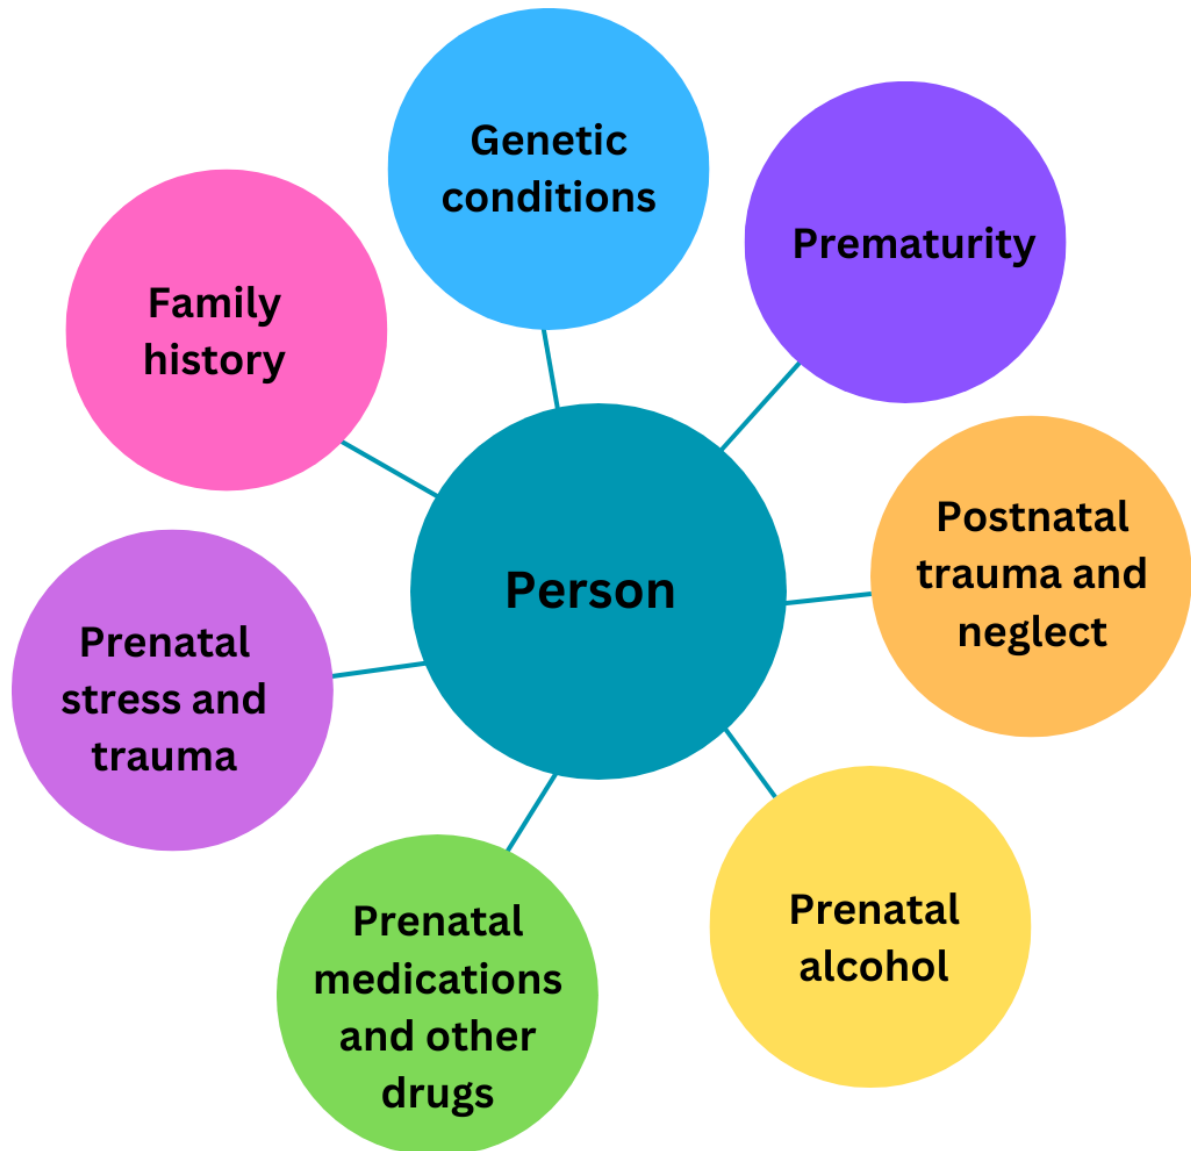 Genetic
conditions
Prematurity
Family
history
Postnatal
trauma and
neglect
Person
Prenatal
stress and
trauma
Prenatal
alcohol
Prenatal
medications
and other
drugs